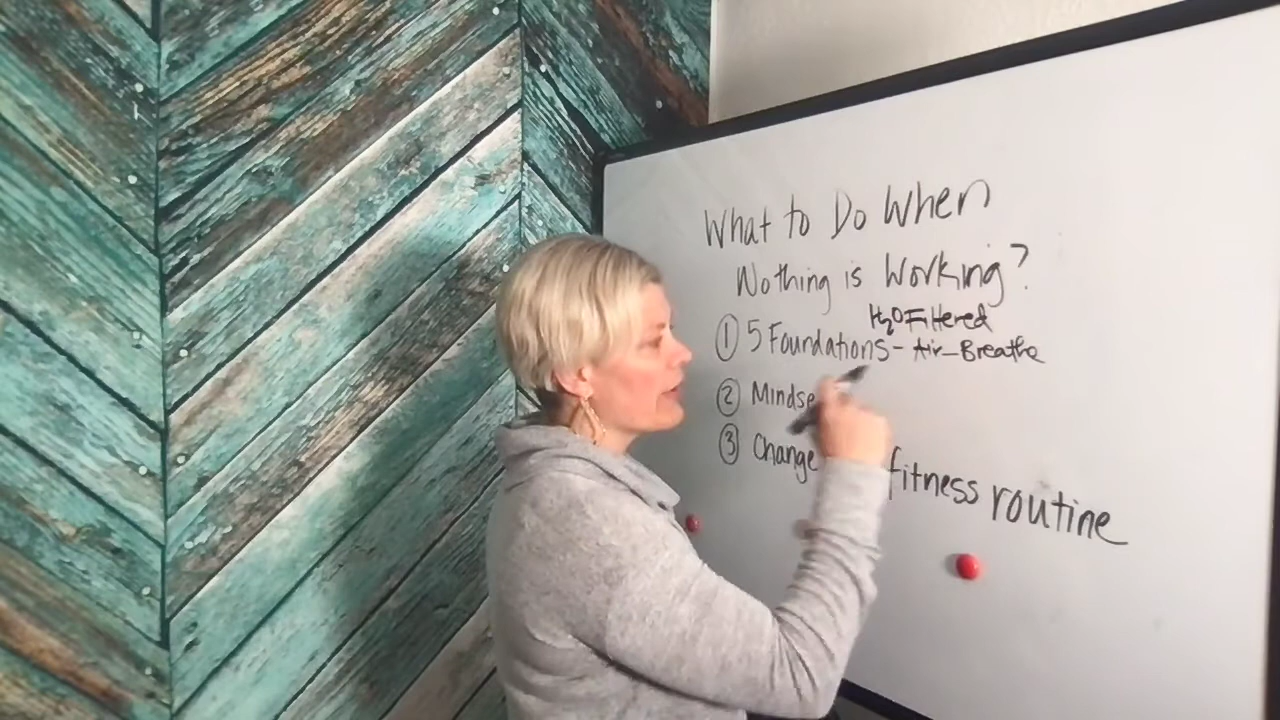 What to Do When
Nothing is Working?
H2O Filtered
① 5 Foundations - Air - Breathe
② Mindse
③ Change fitness routine